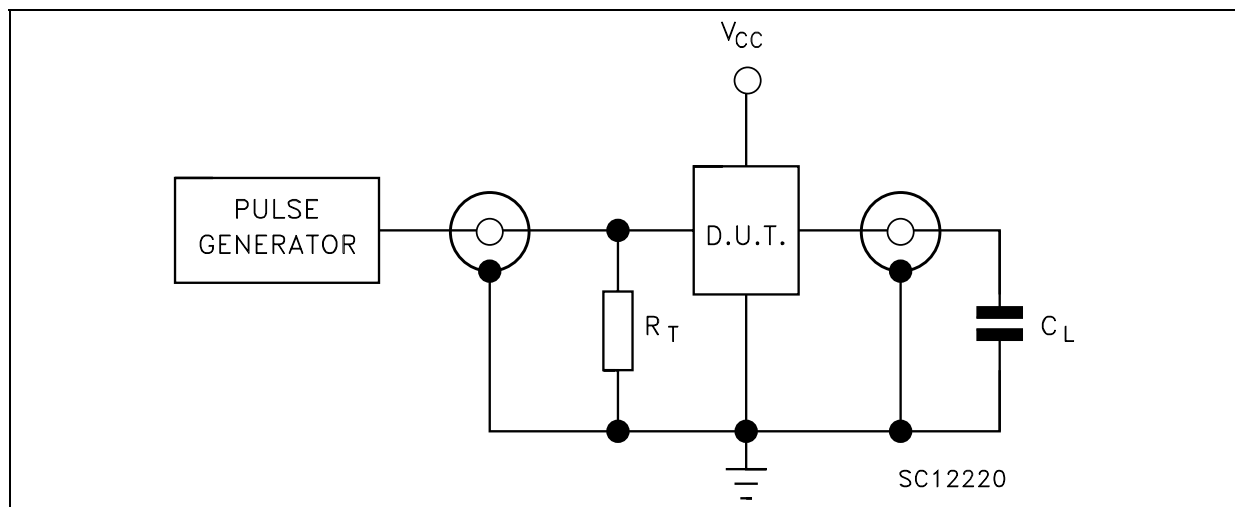 VCC
PULSE
GENERATOR
D.U.T.
RT
CL
SC12220